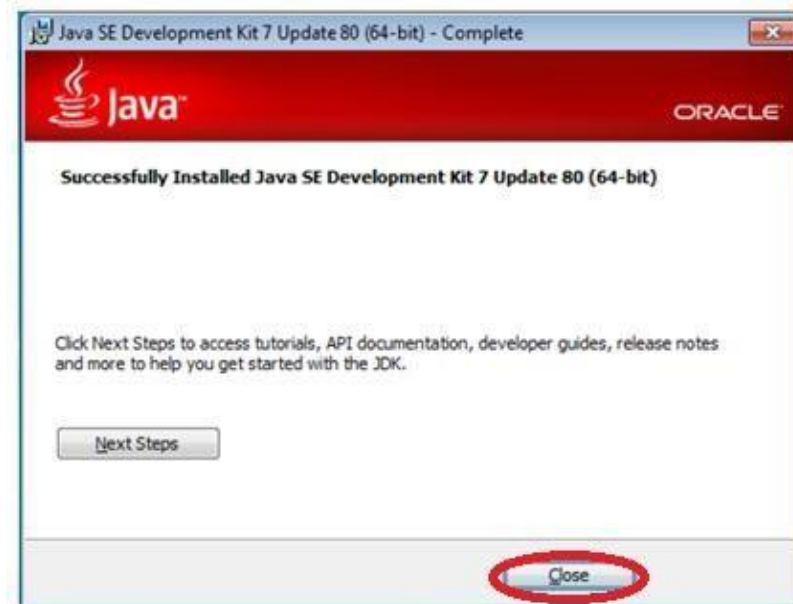 Java SE Development Kit 7 Update 80 (64-bit) - Complete
Java™
ORACLE
Successfully Installed Java SE Development Kit 7 Update 80 (64-bit)
Click Next Steps to access tutorials, API documentation, developer guides, release notes
and more to help you get started with the JDK.
Next Steps
Close